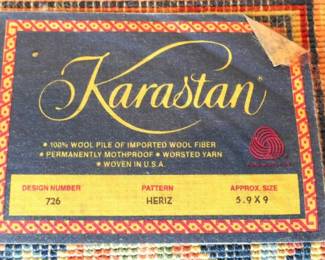 Karastan®
• 100% WOOL PILE OF IMPORTED WOOL FIBER
• PERMANENTLY MOTHPROOF • WORSTED YARN
• WOVEN IN U.S.A.
DESIGN NUMBER PATTERN APPROX. SIZE
726 HERIZ 5.9 X 9